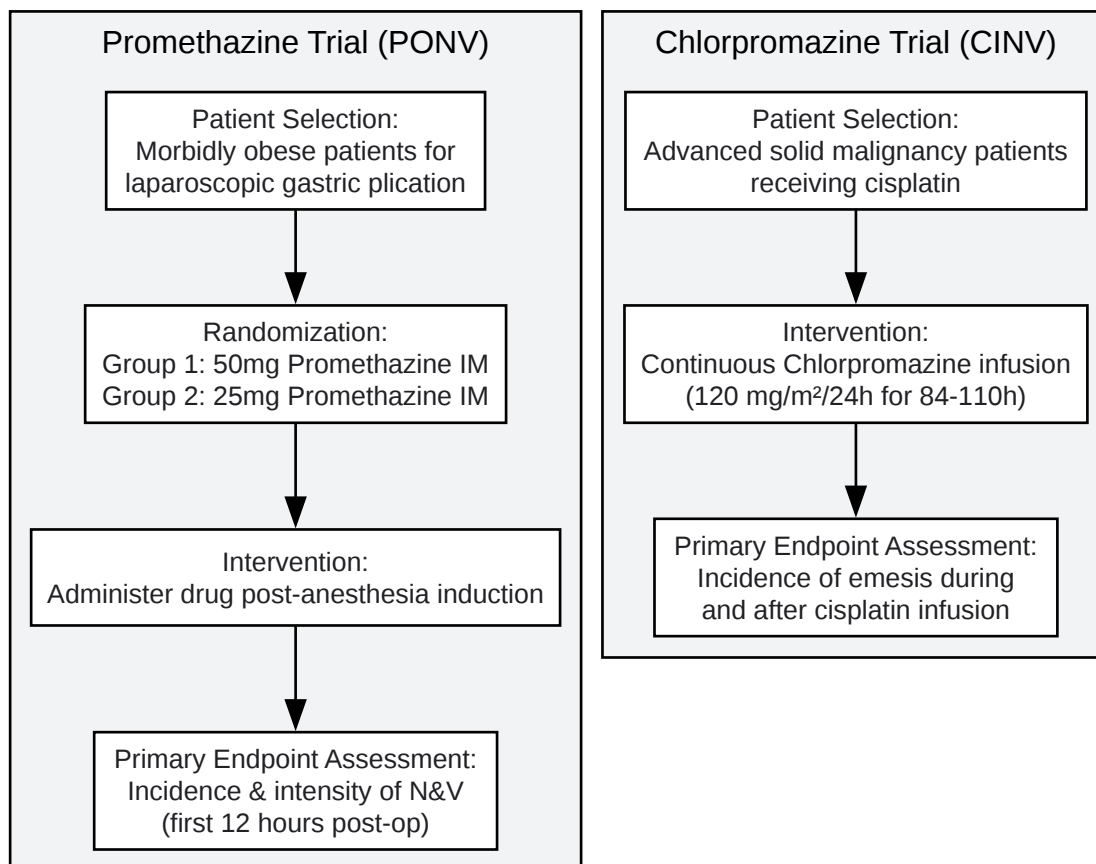 Promethazine Trial (PONV)
Patient Selection:
Morbidly obese patients for
laparoscopic gastric plication
Randomization:
Group 1: 50mg Promethazine IM
Group 2: 25mg Promethazine IM
Intervention:
Administer drug post-anesthesia induction
Primary Endpoint Assessment:
Incidence & intensity of N&V
(first 12 hours post-op)
Chlorpromazine Trial (CINV)
Patient Selection:
Advanced solid malignancy patients
receiving cisplatin
Intervention:
Continuous Chlorpromazine infusion
(120 mg/m²/24h for 84-110h)
Primary Endpoint Assessment:
Incidence of emesis during
and after cisplatin infusion